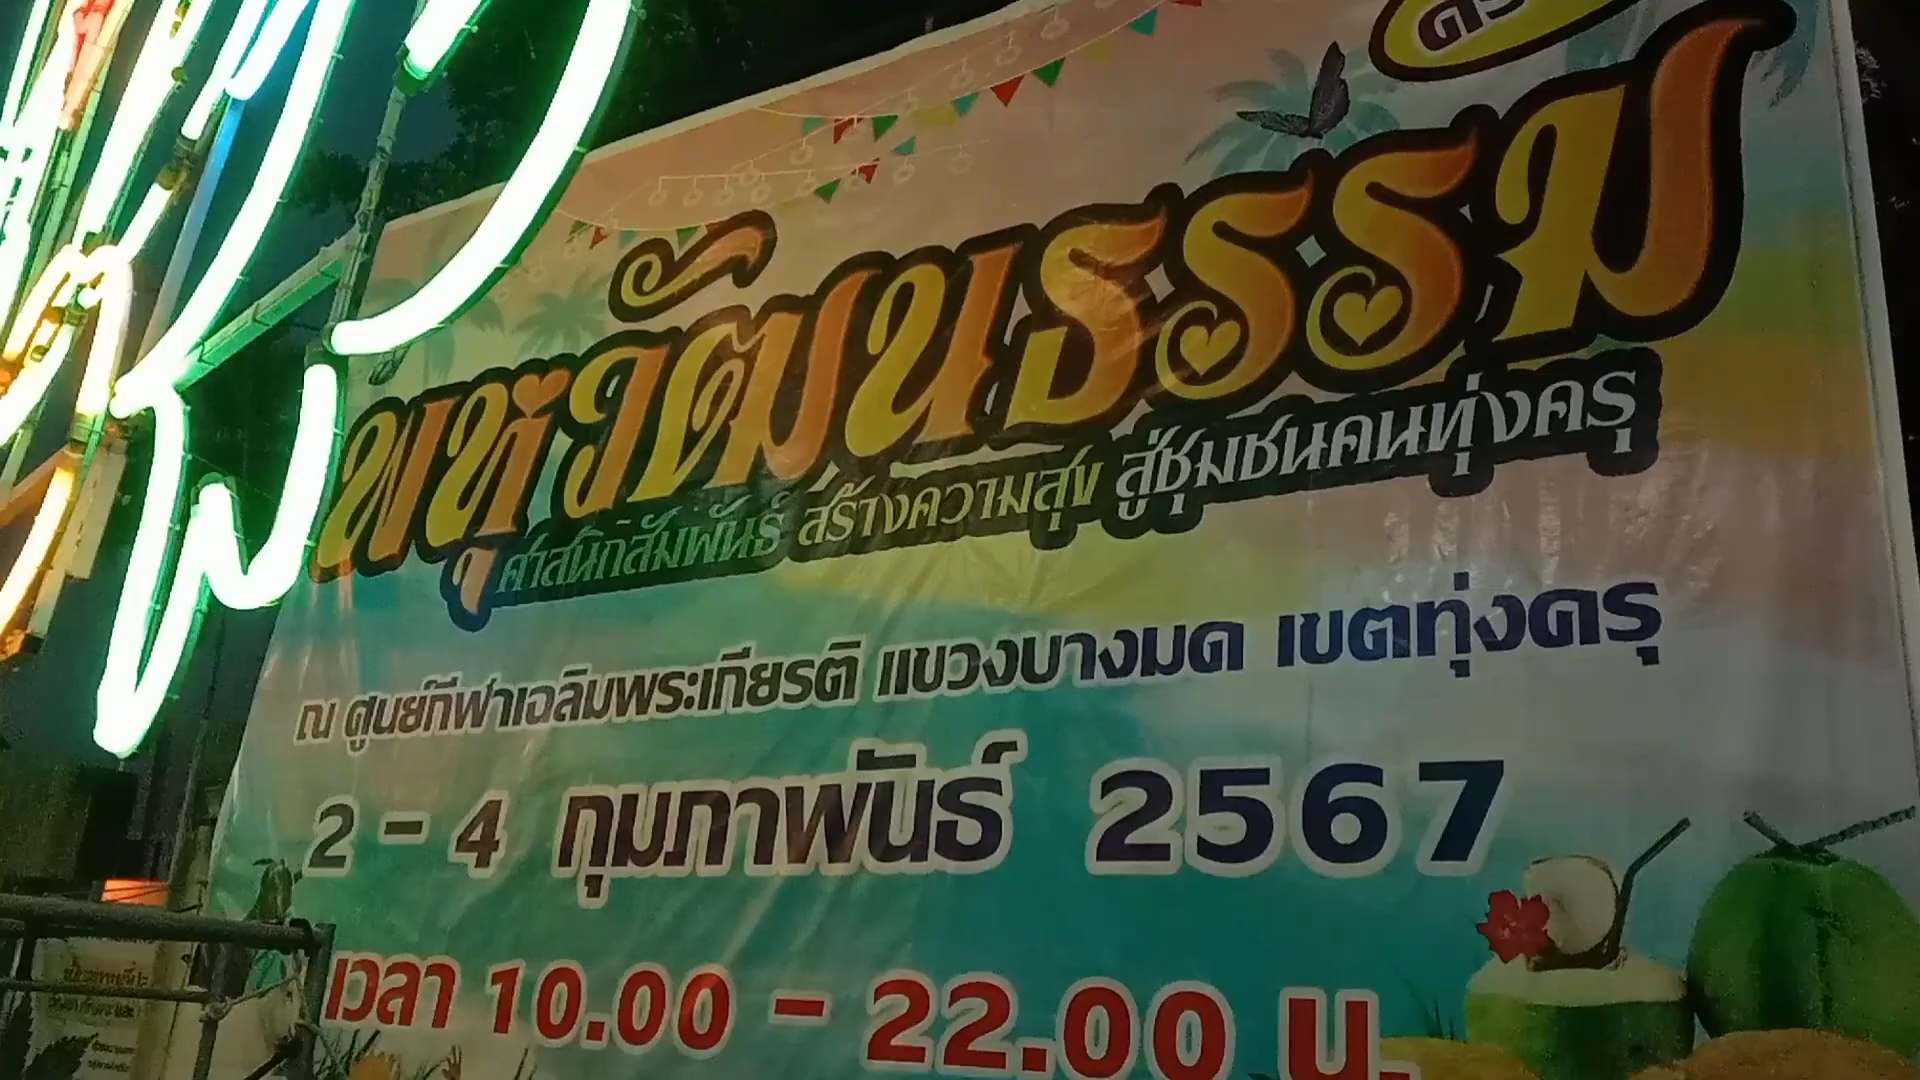 พหุวัฒนธรรม
ศาสนิกสัมพันธ์ สร้างความสุข สู่ชุมชนคนทุ่งครุ
ณ ศูนย์กีฬาเฉลิมพระเกียรติ แขวงบางมด เขตทุ่งครุ
2 - 4 กุมภาพันธ์ 2567
เวลา 10.00 - 22.00 น.